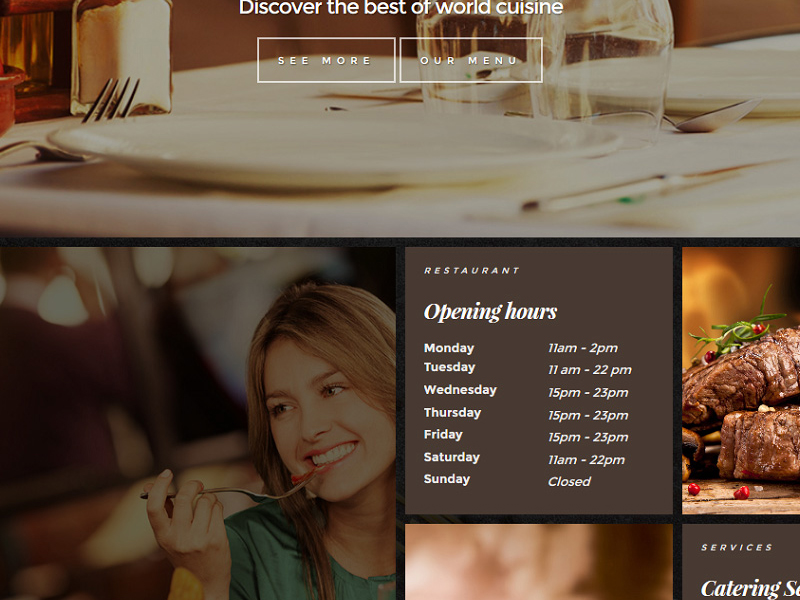 Discover the best of world cuisine
SEE MORE OUR MENU
RESTAURANT
Opening hours
Monday 11am - 2pm
Tuesday 11 am - 22 pm
Wednesday 15pm - 23pm
Thursday 15pm - 23pm
Friday 15pm - 23pm
Saturday 11am - 22pm
Sunday Closed
SERVICES
Catering